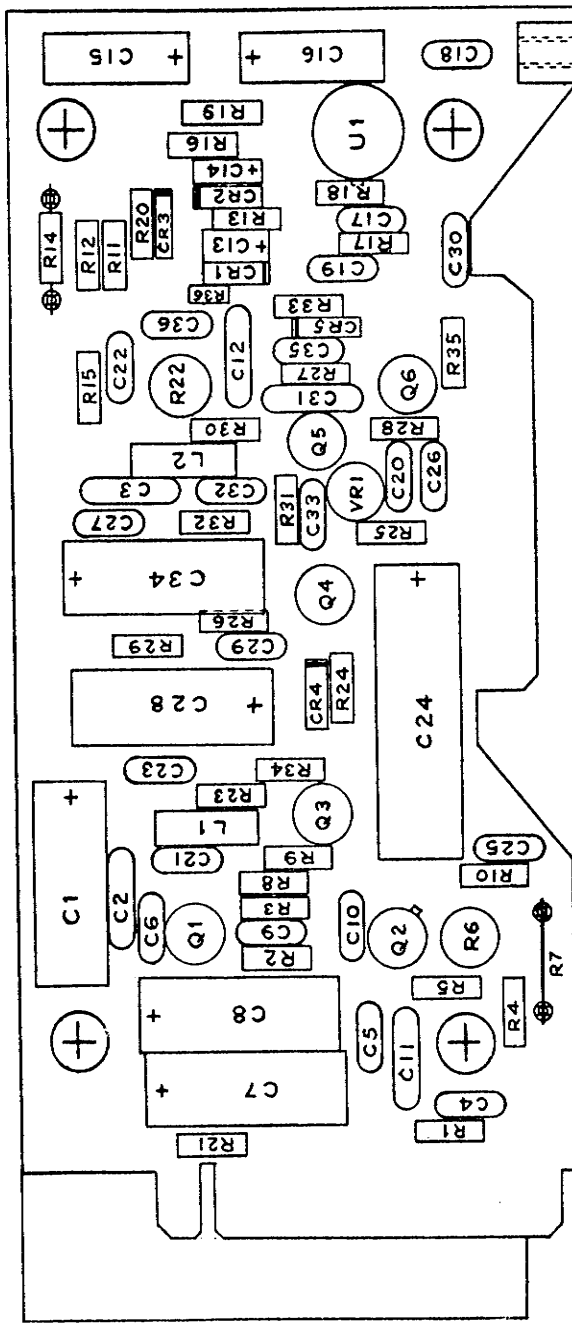 C15 +
+ C16
C18
R19
U1
R16
+C14
CR2
R18
R14
R20
CR3
R13
C17
R12
R11
+C13
R17
C30
CR1
C19
R36
R33
C36
C12
CR5
R35
C22
C35
R15
R22
R27
Q6
C31
R30
Q5
R28
L2
C3
C32
R31
C33
VR1
C20
C26
C27
R32
R25
+ C34
Q4
+
R26
R29
C29
C28 +
CR4
R24
C24
C23
R34
+
R23
Q3
L1
C21
R9
C25
C1
C2
R8
R10
C6
Q1
R3
C9
C10
Q2
R6
R7
R2
R5
+ C8
C5
R4
C11
+ C7
C4
R1
R21